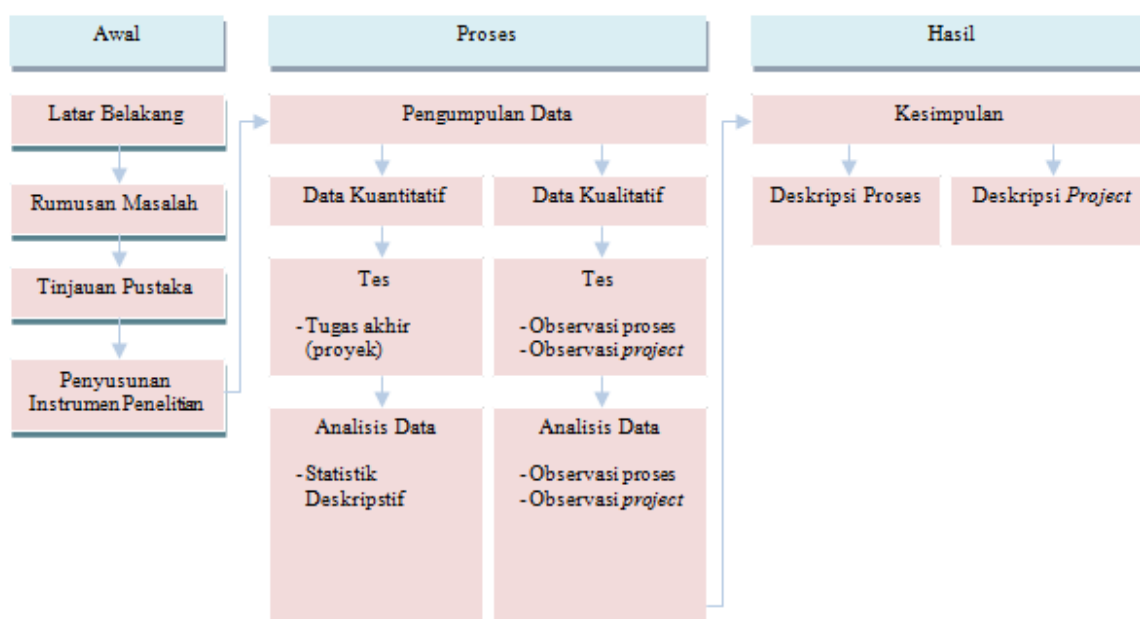 Awal
Proses
Hasil
Latar Belakang
Rumusan Masalah
Tinjauan Pustaka
Penyusunan
Instrumen Penelitian
Pengumpulan Data
Data Kuantitatif
Data Kualitatif
Tes
- Tugas akhir
(proyek)
Tes
- Observasi proses
- Observasi project
Analisis Data
- Statistik
Deskripstif
Analisis Data
- Observasi proses
- Observasi project
Kesimpulan
Deskripsi Proses
Deskripsi Project